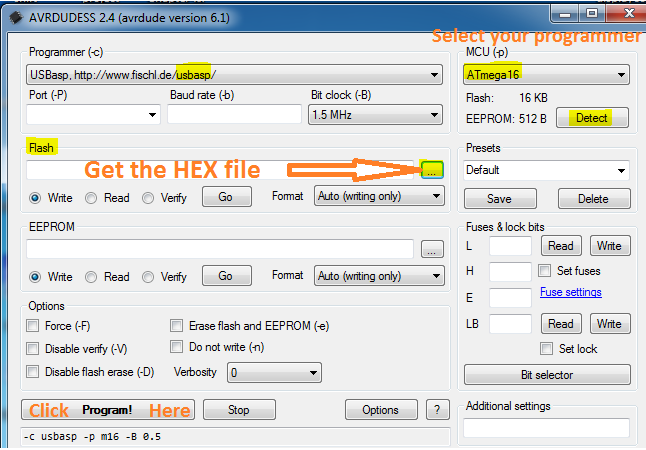 AVRDUDESS 2.4 (avrdude version 6.1)
Select your programmer
Programmer (-c)
USBasp, http://www.fischl.de/usbasp/
Port (-P)
Baud rate (-b)
Bit clock (-B)
1.5 MHz
MCU (-p)
ATmega16
Flash: 16 KB
EEPROM: 512 B
Detect
Flash
Get the HEX file
...
Write
Read
Verify
Go
Format
Auto (writing only)
Presets
Default
Save
Delete
EEPROM
...
Write
Read
Verify
Go
Format
Auto (writing only)
Fuses & lock bits
L
Read
Write
H
Set fuses
E
Fuse settings
LB
Read
Write
Set lock
Bit selector
Options
Force (-F)
Erase flash and EEPROM (-e)
Disable verify (-V)
Do not write (-n)
Disable flash erase (-D)
Verbosity
0
Click Program! Here
Stop
Options
?
Additional settings
-c usbasp -p m16 -B 0.5